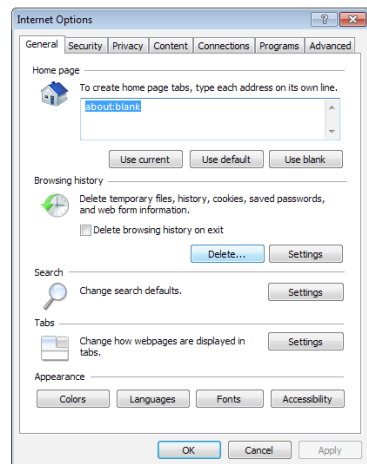 Internet Options
General Security Privacy Content Connections Programs Advanced
Home page
To create home page tabs, type each address on its own line.
about:blank
Use current Use default Use blank
Browsing history
Delete temporary files, history, cookies, saved passwords,
and web form information.
Delete browsing history on exit
Delete... Settings
Search
Change search defaults. Settings
Tabs
Change how webpages are displayed in
tabs.
Settings
Appearance
Colors Languages Fonts Accessibility
OK Cancel Apply